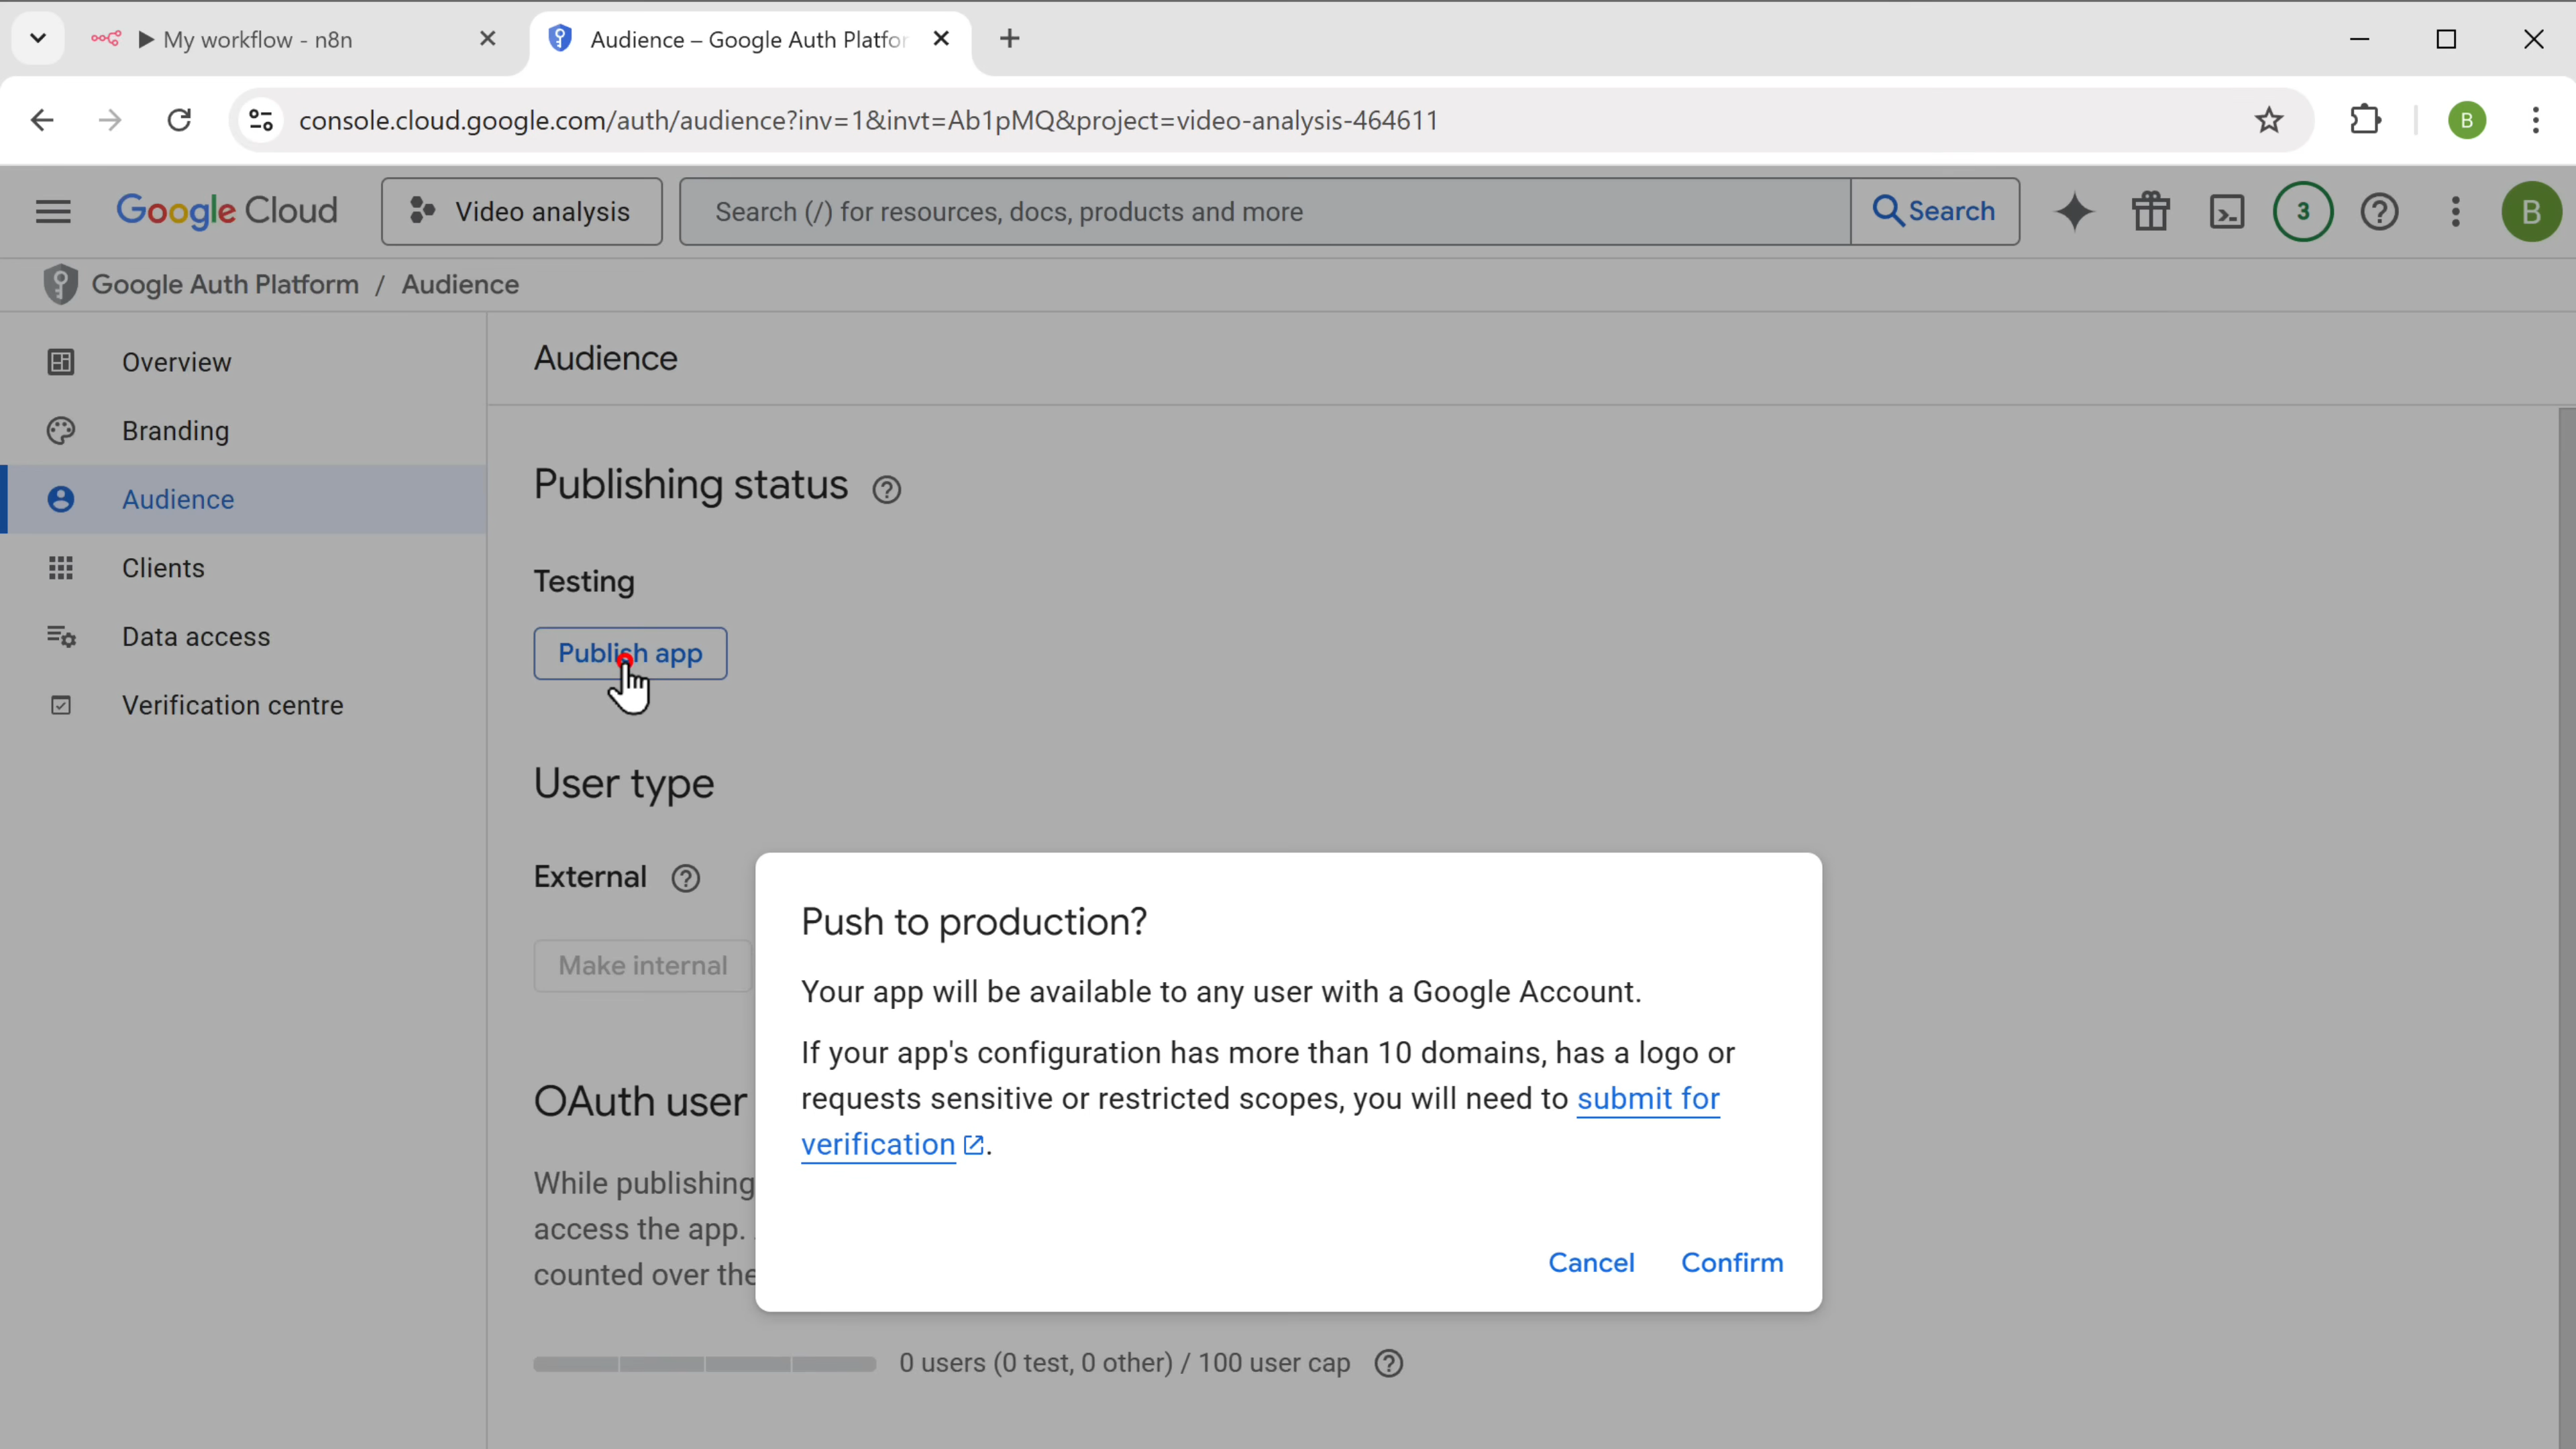 My workflow - n8n
Audience – Google Auth Platfor
console.cloud.google.com/auth/audience?inv=1&invt=Ab1pMQ&project=video-analysis-464611
B
Google Cloud
Video analysis
Search (/) for resources, docs, products and more
Search
3
B
Google Auth Platform / Audience
Overview
Branding
Audience
Clients
Data access
Verification centre
Audience
Publishing status
Testing
Publish app
User type
External
Make internal
OAuth user
While publishing
access the app.
counted over the
0 users (0 test, 0 other) / 100 user cap
Push to production?
Your app will be available to any user with a Google Account.
If your app's configuration has more than 10 domains, has a logo or
requests sensitive or restricted scopes, you will need to submit for
verification.
Cancel
Confirm